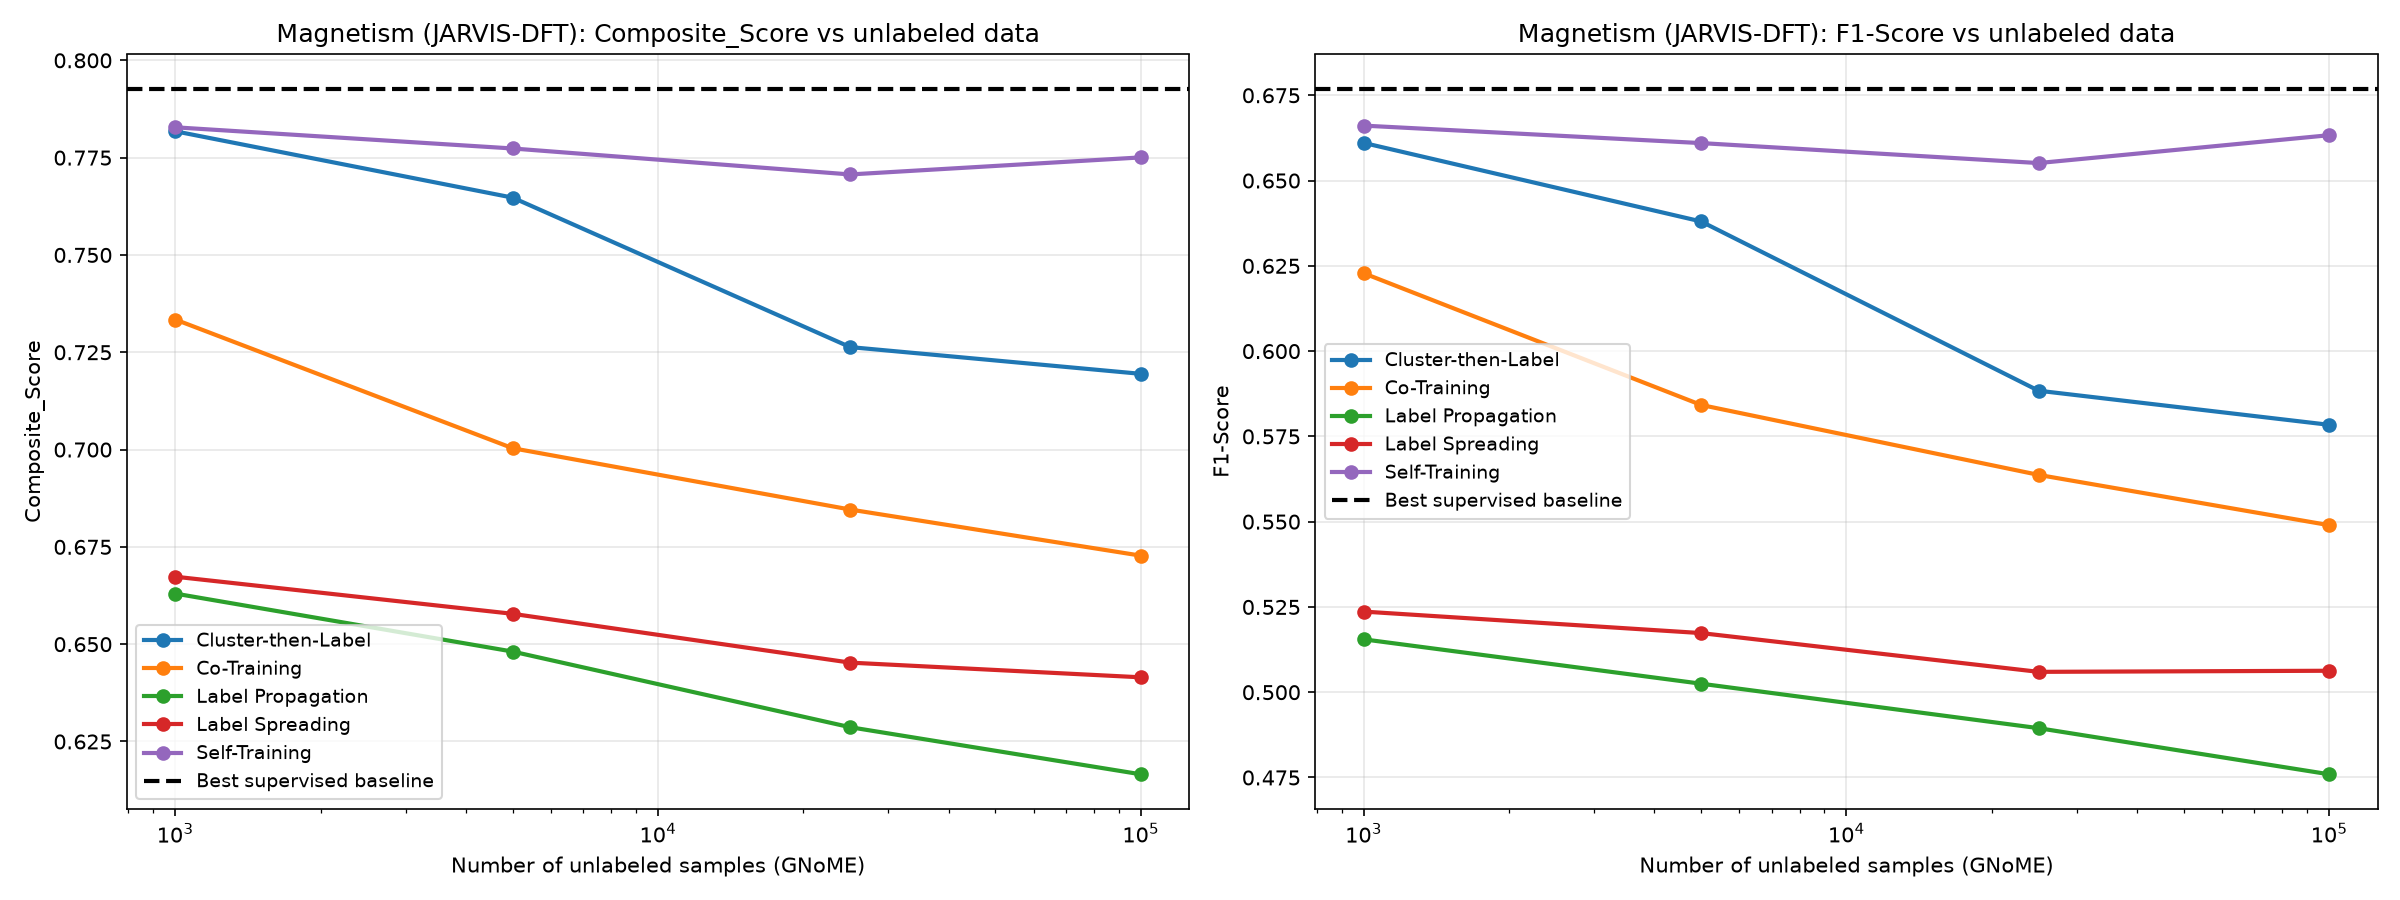 Magnetism (JARVIS-DFT): Composite_Score vs unlabeled data
Composite_Score
0.800
0.775
0.750
0.725
0.700
0.675
0.650
0.625
Cluster-then-Label
Co-Training
Label Propagation
Label Spreading
Self-Training
Best supervised baseline
10³ 10⁴ 10⁵
Number of unlabeled samples (GNoME)
Magnetism (JARVIS-DFT): F1-Score vs unlabeled data
F1-Score
0.675
0.650
0.625
0.600
0.575
0.550
0.525
0.500
0.475
Cluster-then-Label
Co-Training
Label Propagation
Label Spreading
Self-Training
Best supervised baseline
10³ 10⁴ 10⁵
Number of unlabeled samples (GNoME)